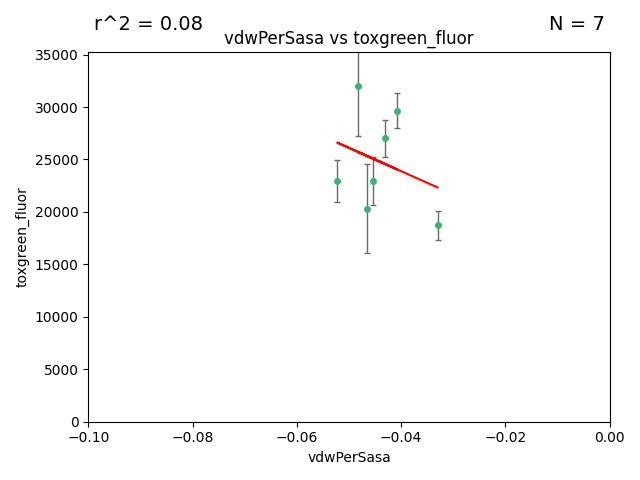 r^2 = 0.08
N = 7
vdwPerSasa vs toxgreen_fluor
35000
30000
25000
20000
15000
10000
5000
0
toxgreen_fluor
−0.10
−0.08
−0.06
−0.04
−0.02
0.00
vdwPerSasa